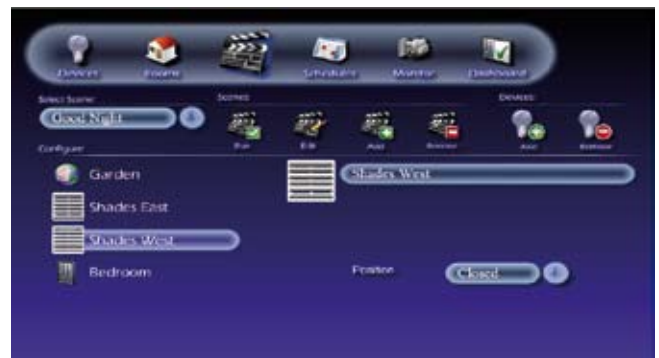 Devices Rooms Schedules Monitor Dashboard
Select Scene Scenes Devices
Good Night
Run Edit Add Remove Add Remove
Configure
Garden Shades West
Shades East
Shades West
Bedroom Position Closed